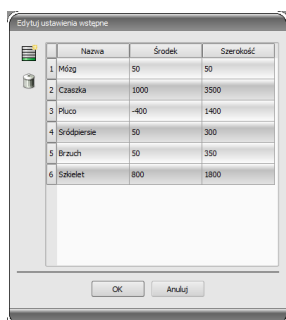 Edytuj ustawienia wstępne
Nazwa Środek Szerokość
1 Mózg 50 50
2 Czaszka 1000 3500
3 Płuco -400 1400
4 Śródpiersie 50 300
5 Brzuch 50 350
6 Szkielet 800 1800
OK Anuluj